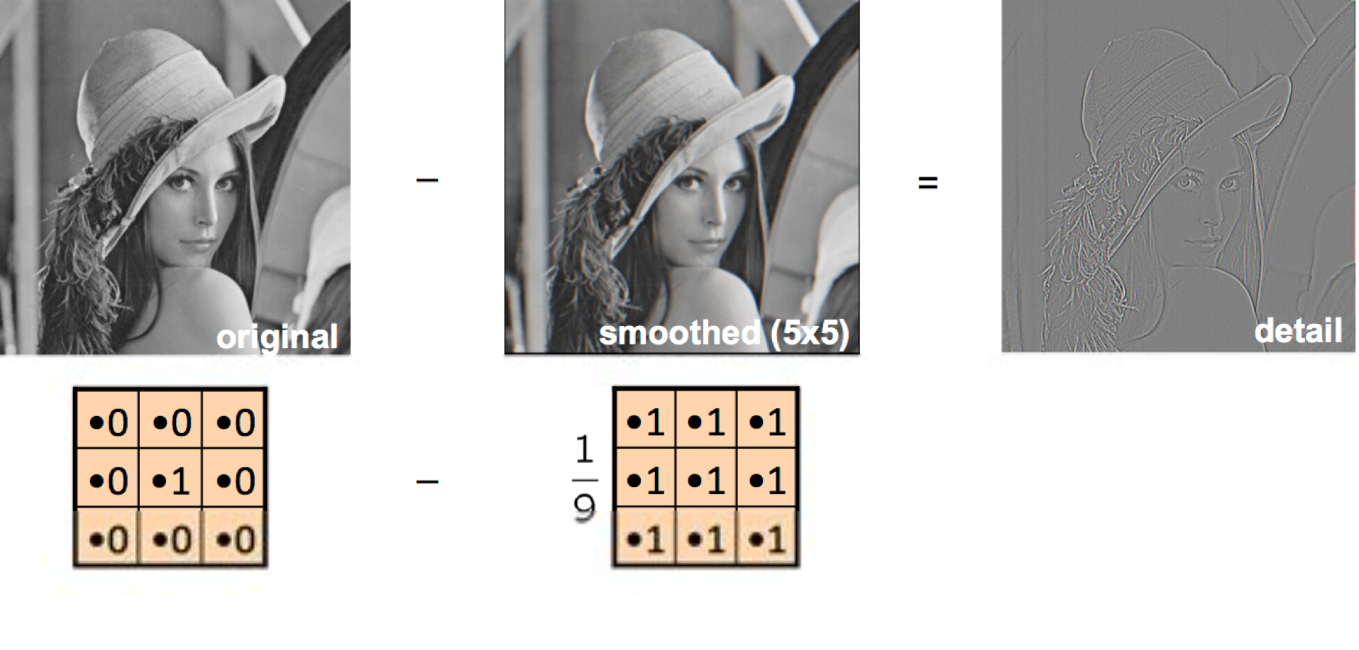 −
=
original
smoothed (5x5)
detail
•0 •0 •0
•0 •1 •0
•0 •0 •0
−
1
9
•1 •1 •1
•1 •1 •1
•1 •1 •1